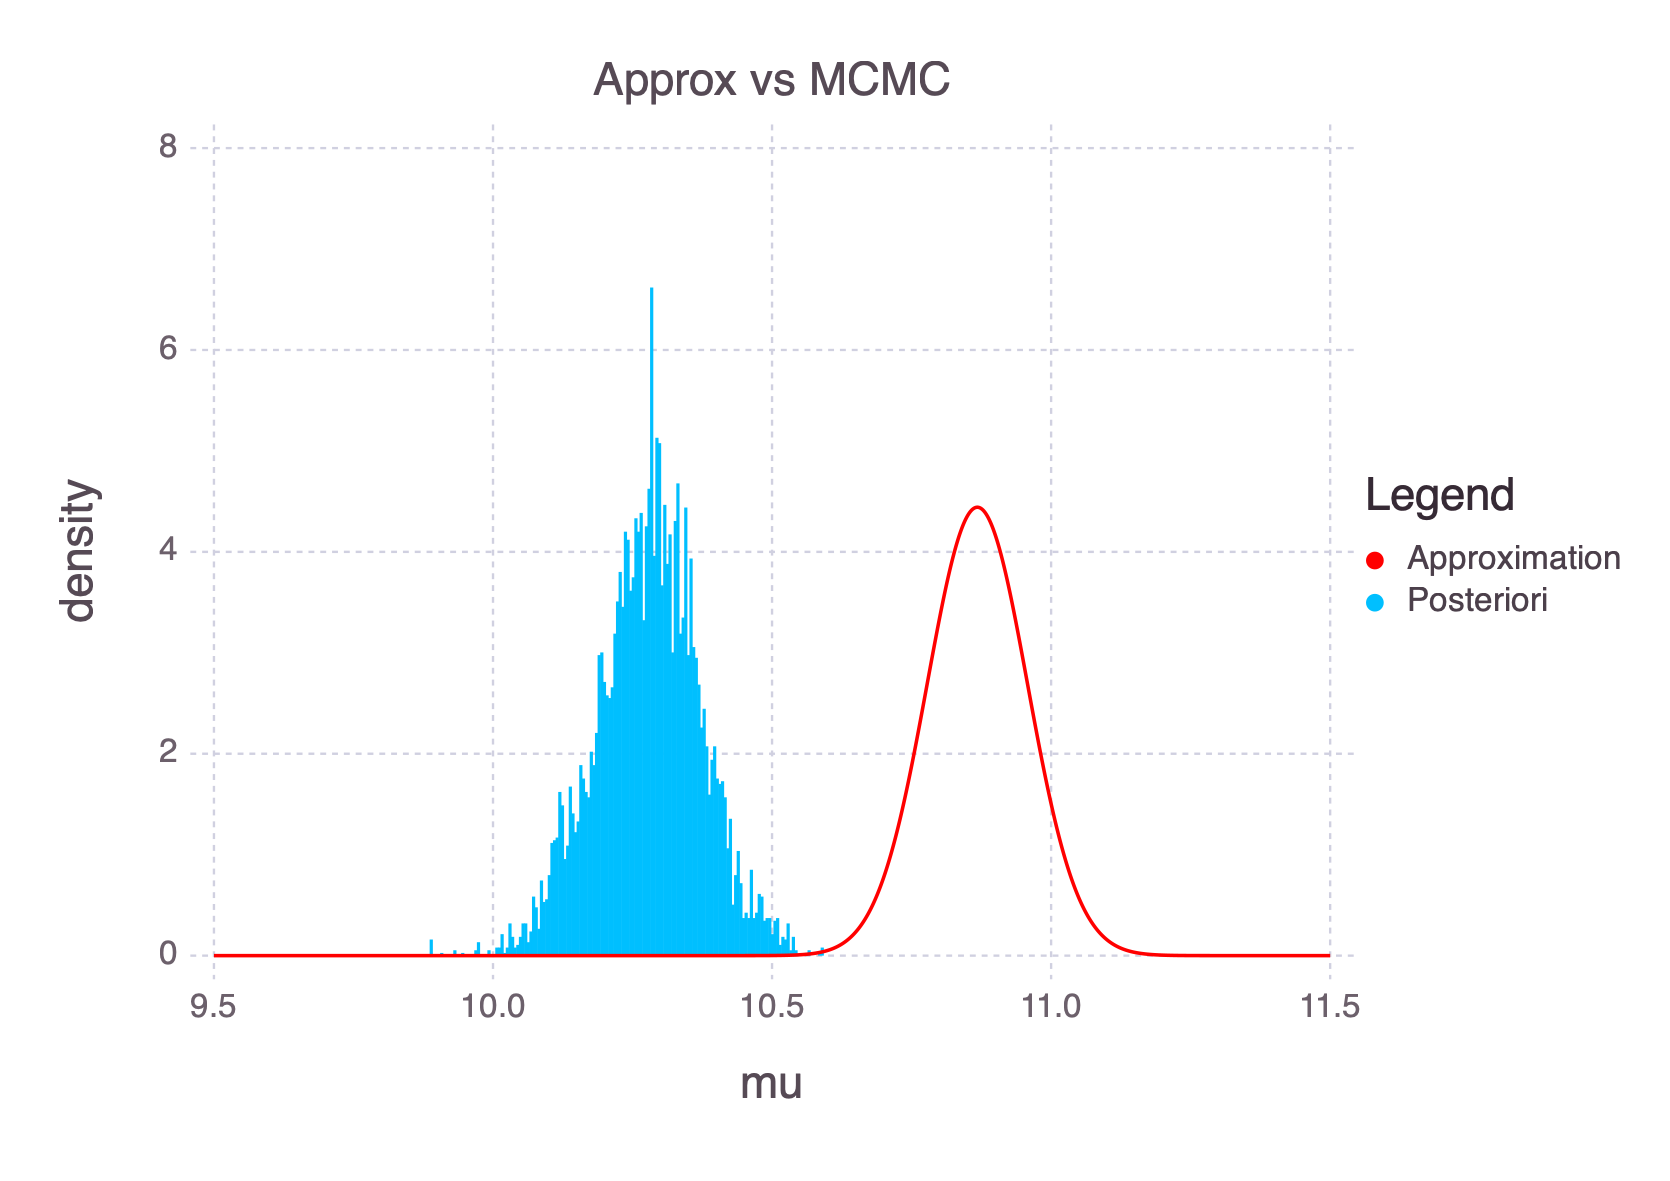 Approx vs MCMC
8
6
4
2
0
density
9.5 10.0 10.5 11.0 11.5
mu
Legend
Approximation
Posteriori